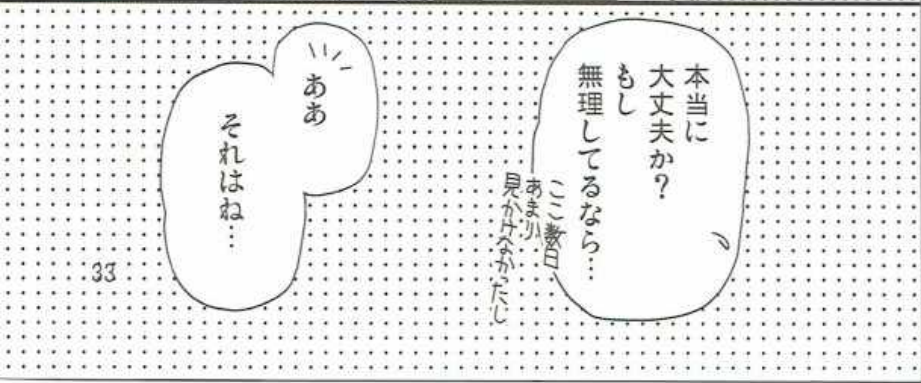 本当に
大丈夫か？
もし
無理してるなら…
ここ数日、
あまり
見かけなかったし
ああ
それはね…
33